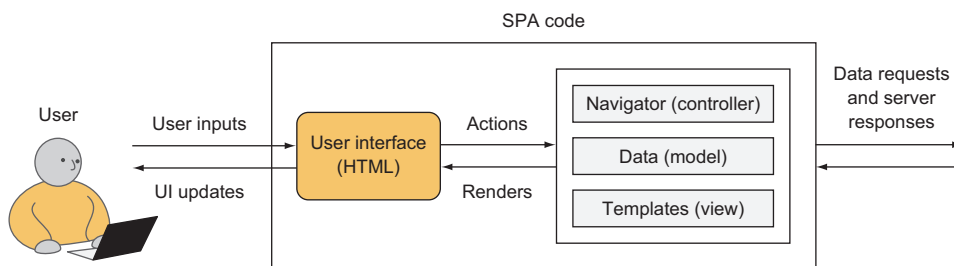 SPA code
User
User inputs
UI updates
User interface
(HTML)
Actions
Renders
Navigator (controller)
Data (model)
Templates (view)
Data requests
and server
responses